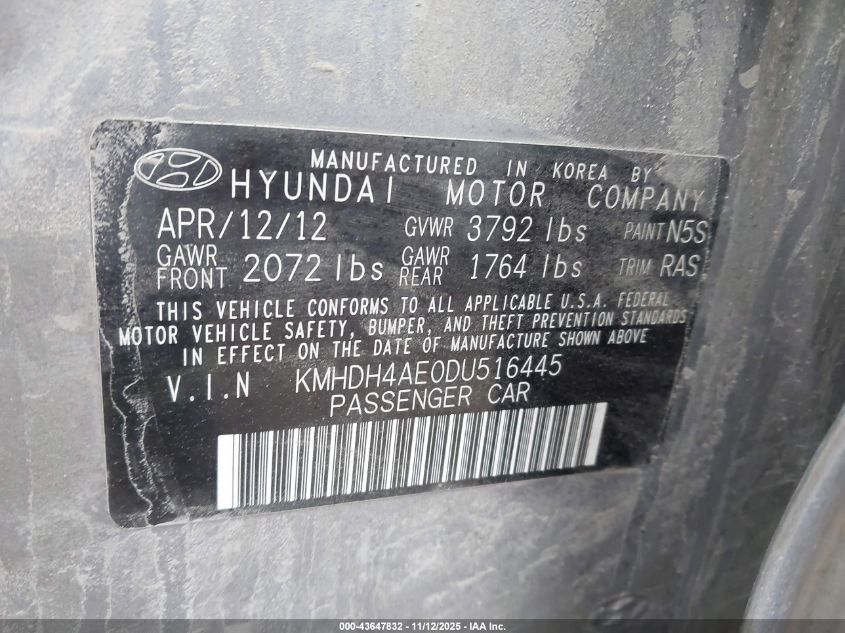 MANUFACTURED IN KOREA BY
HYUNDAI MOTOR COMPANY
APR/12/12 GVWR 3792 lbs PAINT N5S
GAWR FRONT 2072 lbs GAWR REAR 1764 lbs TRIM RAS
THIS VEHICLE CONFORMS TO ALL APPLICABLE U.S.A. FEDERAL
MOTOR VEHICLE SAFETY, BUMPER, AND THEFT PREVENTION STANDARDS
IN EFFECT ON THE DATE OF MANUFACTURE SHOWN ABOVE
V.I.N KMHDH4AE0DU516445
PASSENGER CAR
000-43647832 - 11/12/2025 - IAA Inc.